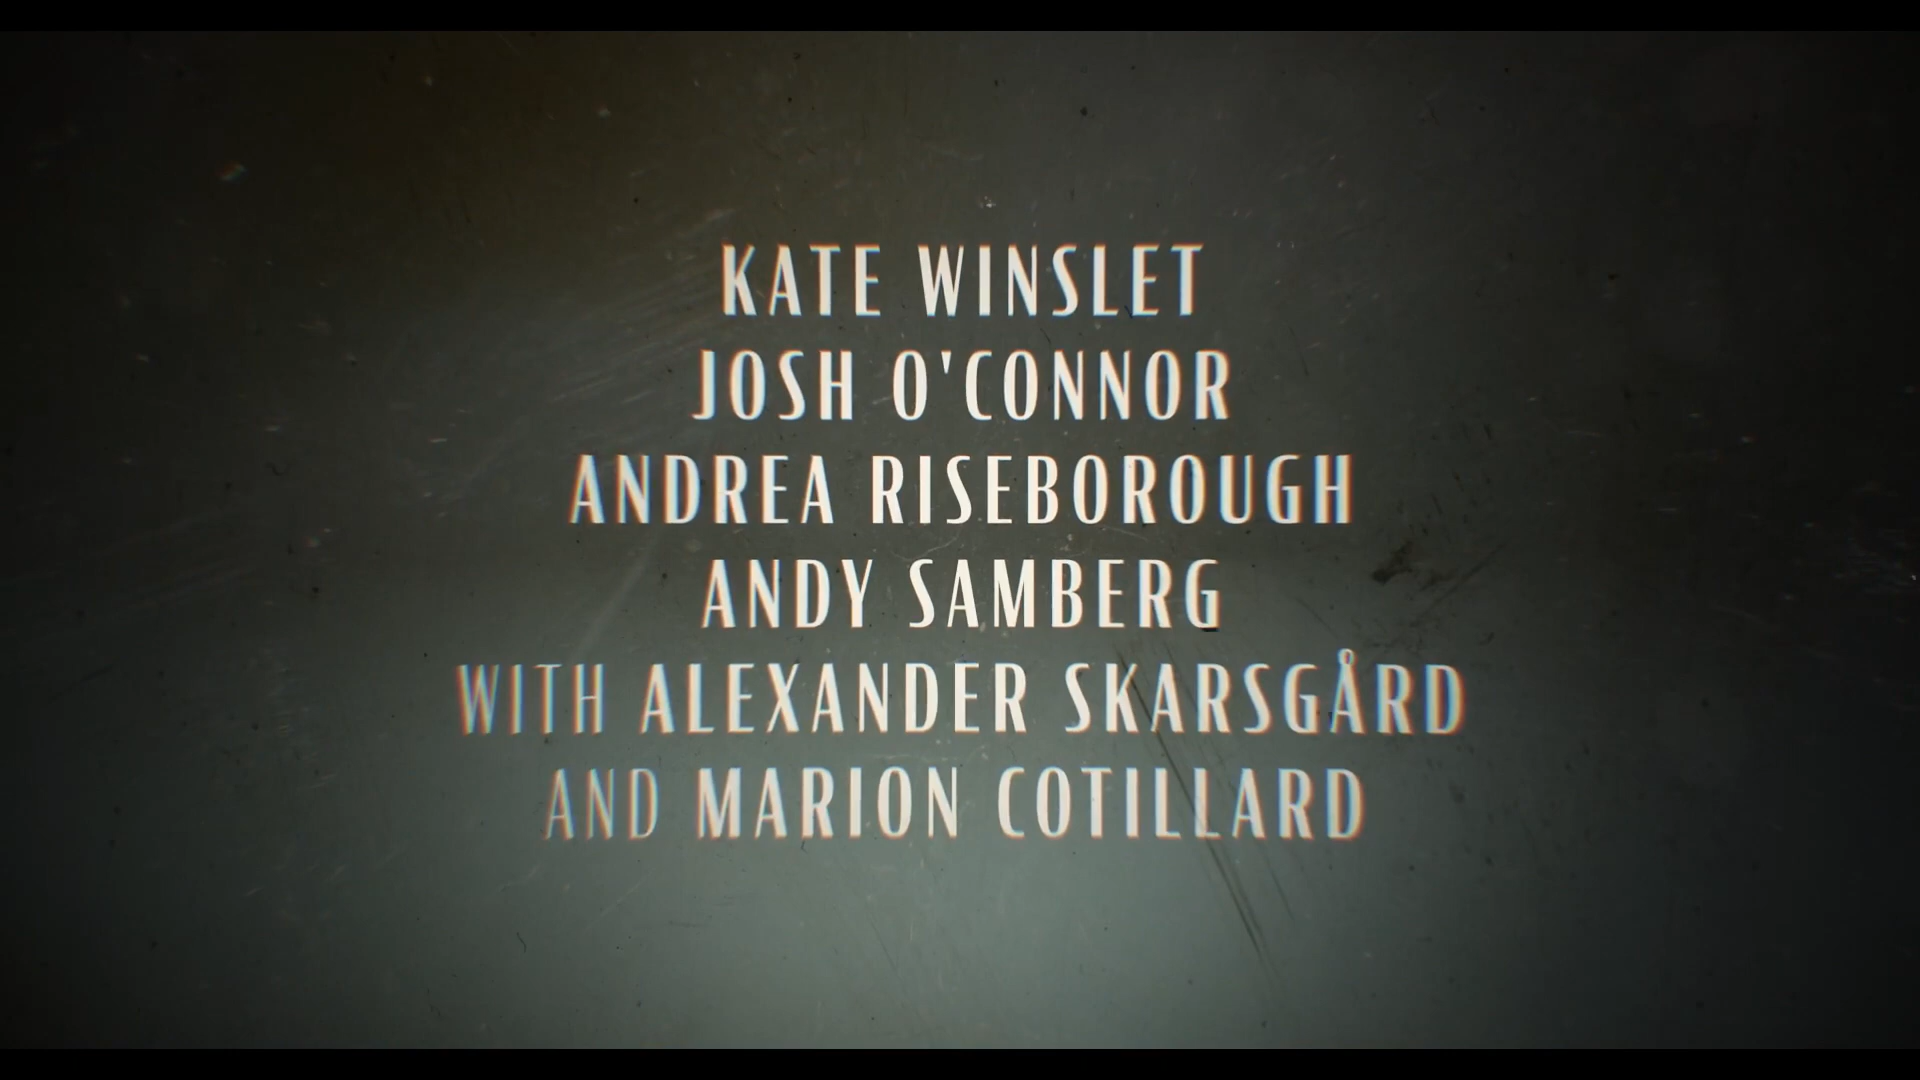 KATE WINSLET
JOSH O'CONNOR
ANDREA RISEBOROUGH
ANDY SAMBERG
WITH ALEXANDER SKARSGÅRD
AND MARION COTILLARD